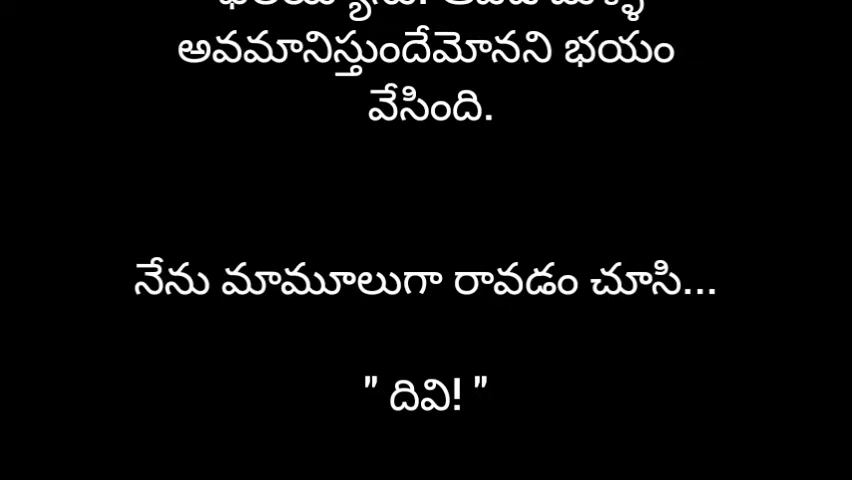 అవమానిస్తుందేమోనని భయం
వేసింది.
నేను మామూలుగా రావడం చూసి...
" దివి! "